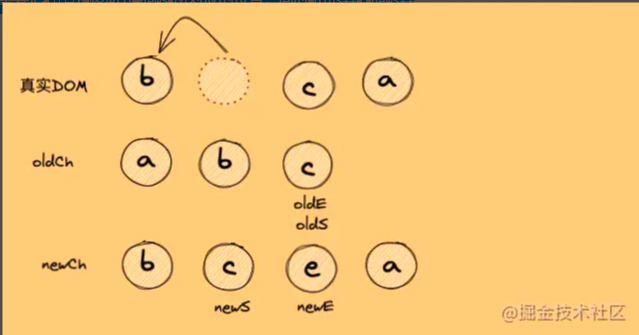 真实DOM b c a
oldCh a b c
oldE
oldS
newCh b c e a
newS newE
@掘金技术社区